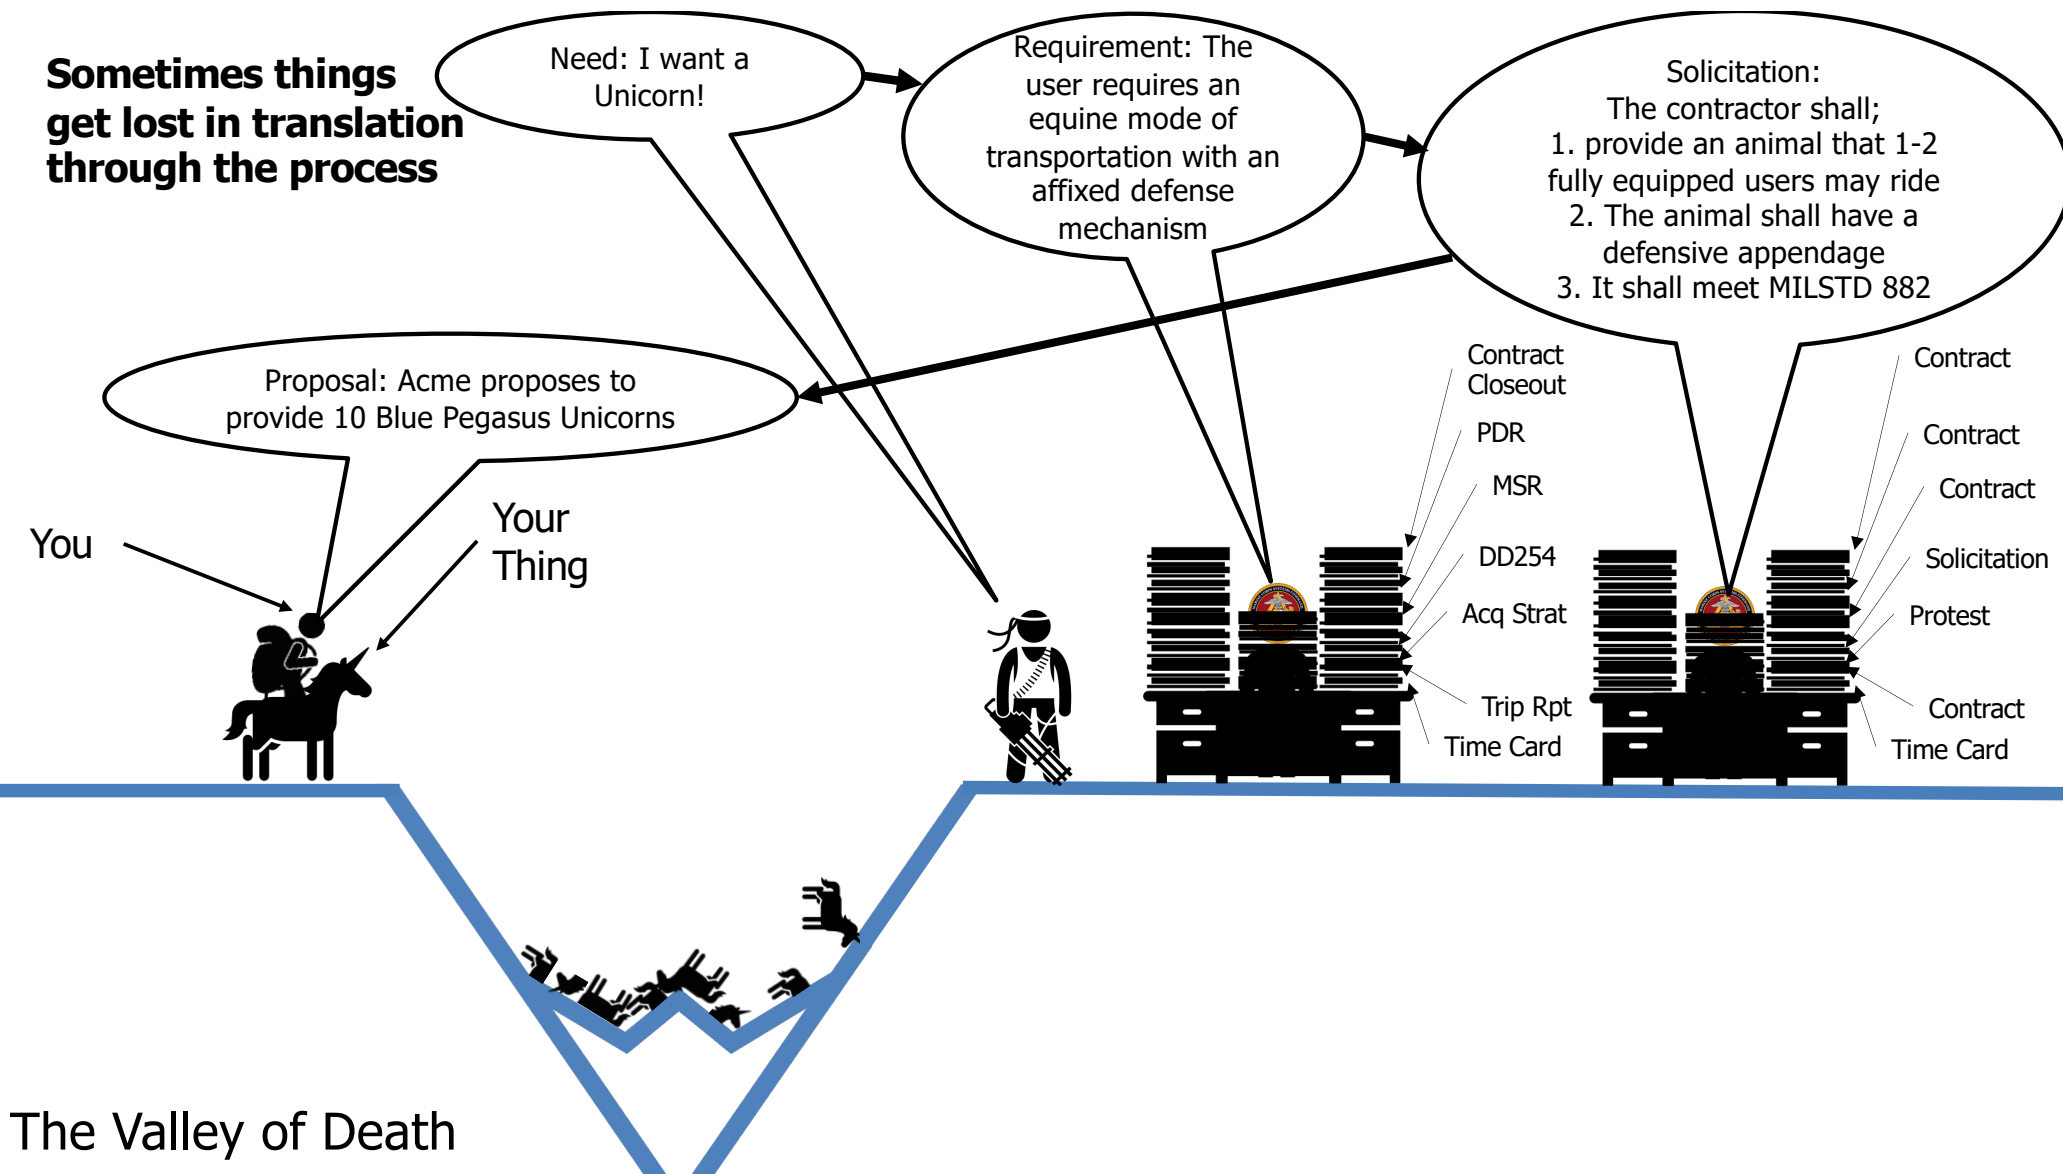 Sometimes things
get lost in translation
through the process
Need: I want a
Unicorn!
Requirement: The
user requires an
equine mode of
transportation with an
affixed defense
mechanism
Solicitation:
The contractor shall;
1. provide an animal that 1-2
fully equipped users may ride
2. The animal shall have a
defensive appendage
3. It shall meet MILSTD 882
Proposal: Acme proposes to
provide 10 Blue Pegasus Unicorns
You
Your
Thing
Contract
Closeout
PDR
MSR
DD254
Acq Strat
Trip Rpt
Time Card
Contract
Contract
Contract
Solicitation
Protest
Contract
Time Card
The Valley of Death